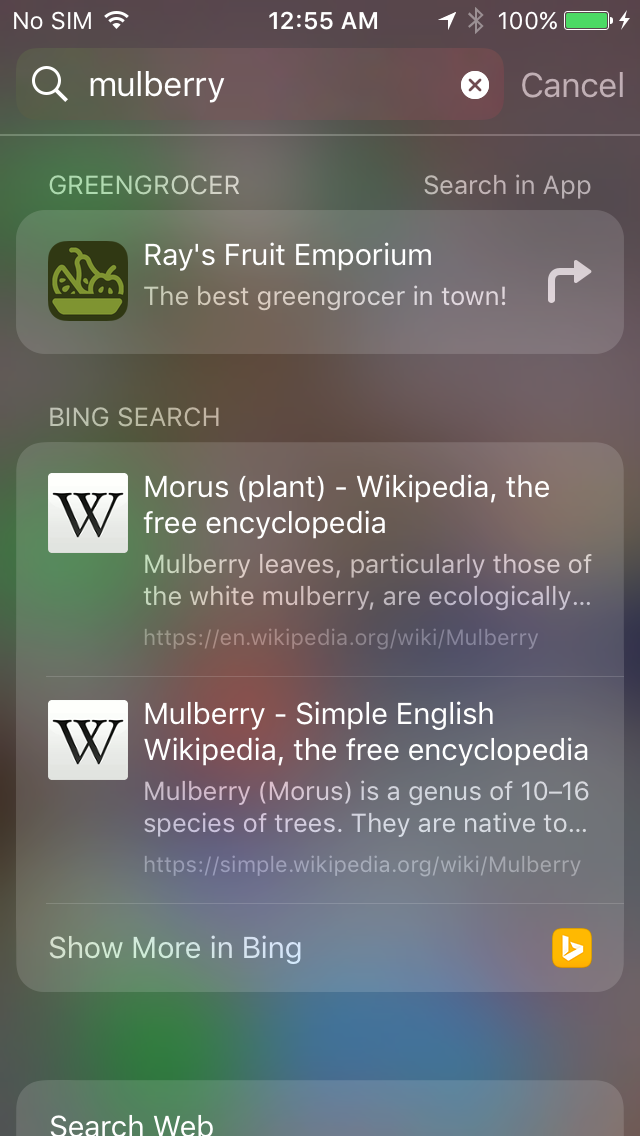 No SIM 12:55 AM 100%
mulberry Cancel
GREENGROCER Search in App
Ray's Fruit Emporium
The best greengrocer in town!
BING SEARCH
W
Morus (plant) - Wikipedia, the
free encyclopedia
Mulberry leaves, particularly those of
the white mulberry, are ecologically...
https://en.wikipedia.org/wiki/Mulberry
W
Mulberry - Simple English
Wikipedia, the free encyclopedia
Mulberry (Morus) is a genus of 10–16
species of trees. They are native to...
https://simple.wikipedia.org/wiki/Mulberry
Show More in Bing
Search Web